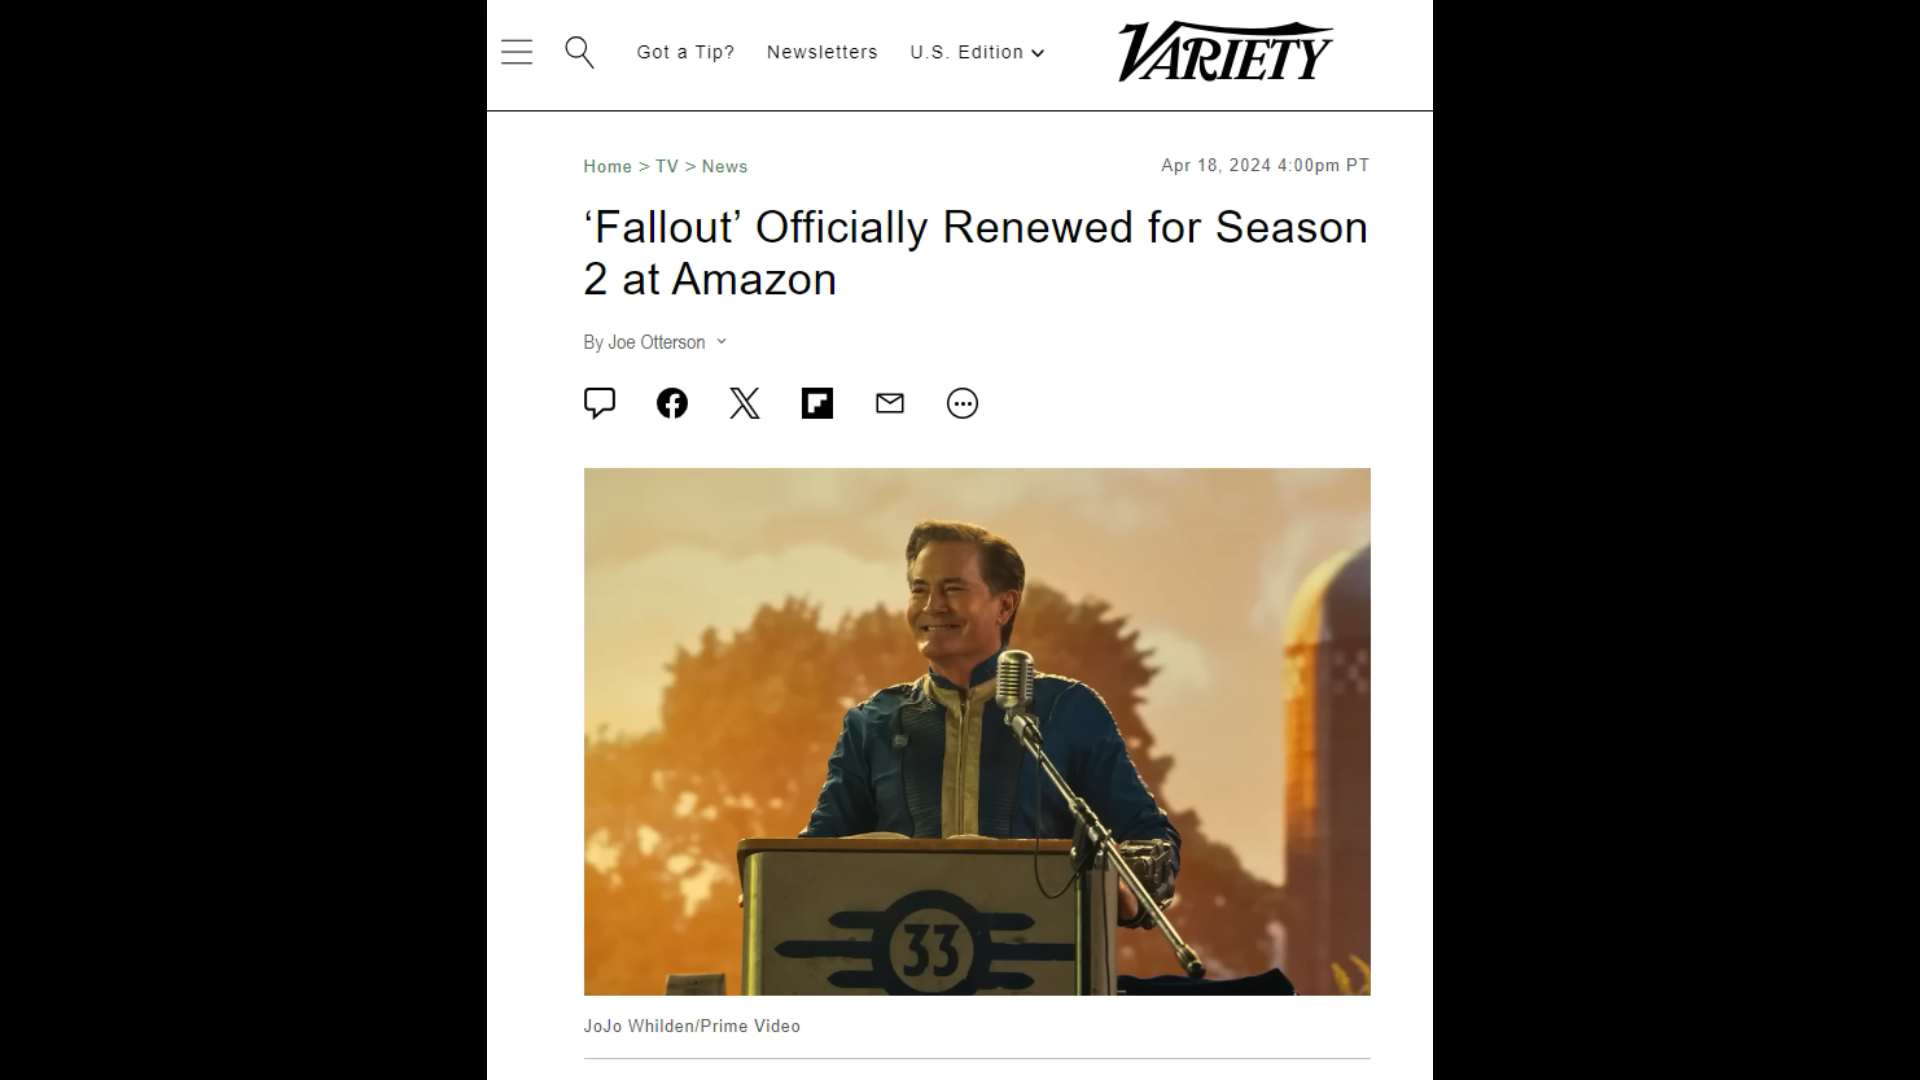 Got a Tip? Newsletters U.S. Edition VARIETY
Home > TV > News Apr 18, 2024 4:00pm PT
‘Fallout’ Officially Renewed for Season
2 at Amazon
By Joe Otterson
33
JoJo Whilden/Prime Video